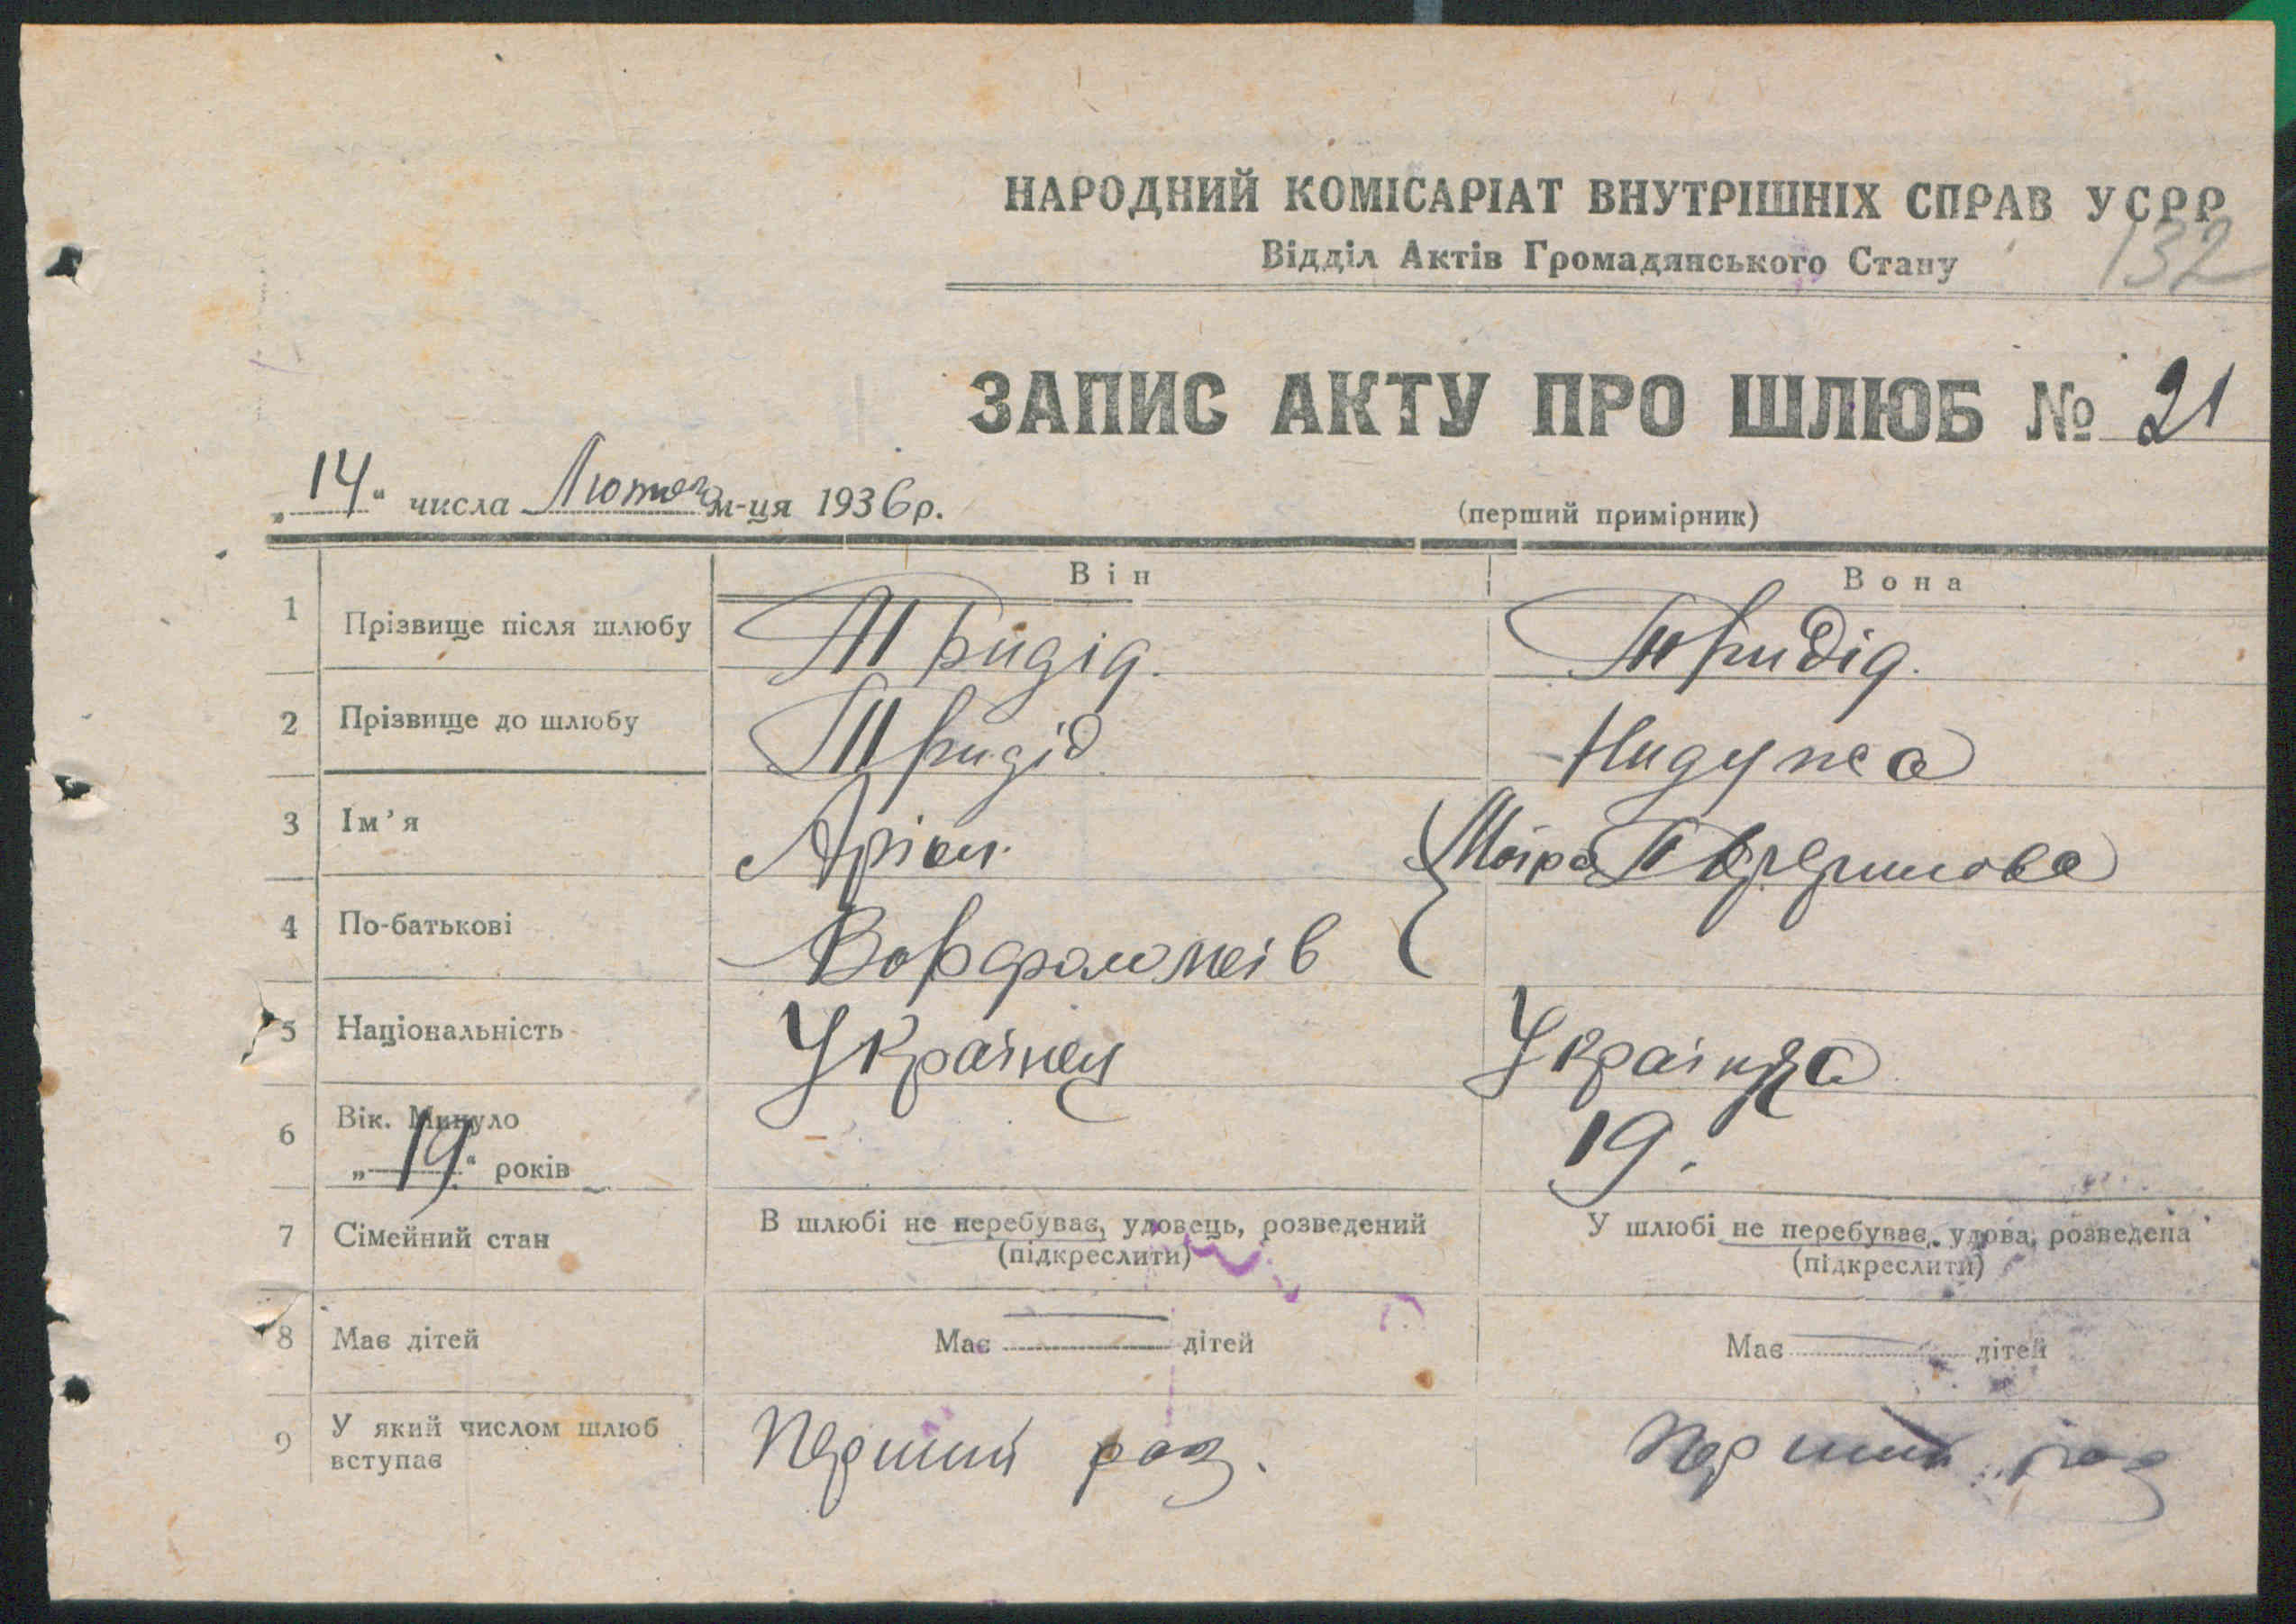 НАРОДНИЙ КОМІСАРІАТ ВНУТРІШНІХ СПРАВ УСРР
Відділ Актів Громадянського Стану
132
ЗАПИС АКТУ ПРО ШЛЮБ № 21
„14“ числа Лютого м-ця 1936 р.
(перший примірник)
Він Вона
1 Прізвище після шлюбу Тридід. Тридід.
2 Прізвище до шлюбу Тридід
3 Ім’я
4 По-батькові
5 Національність Українец Українка
6 Вік. Минуло
„19“ років 19.
7 Сімейний стан В шлюбі не перебуває, удовець, розведений У шлюбі не перебуває, удова, розведена
(підкреслити) (підкреслити)
8 Має дітей Має дітей Має дітей
9 У який числом шлюб
вступає Перший раз. Перший раз